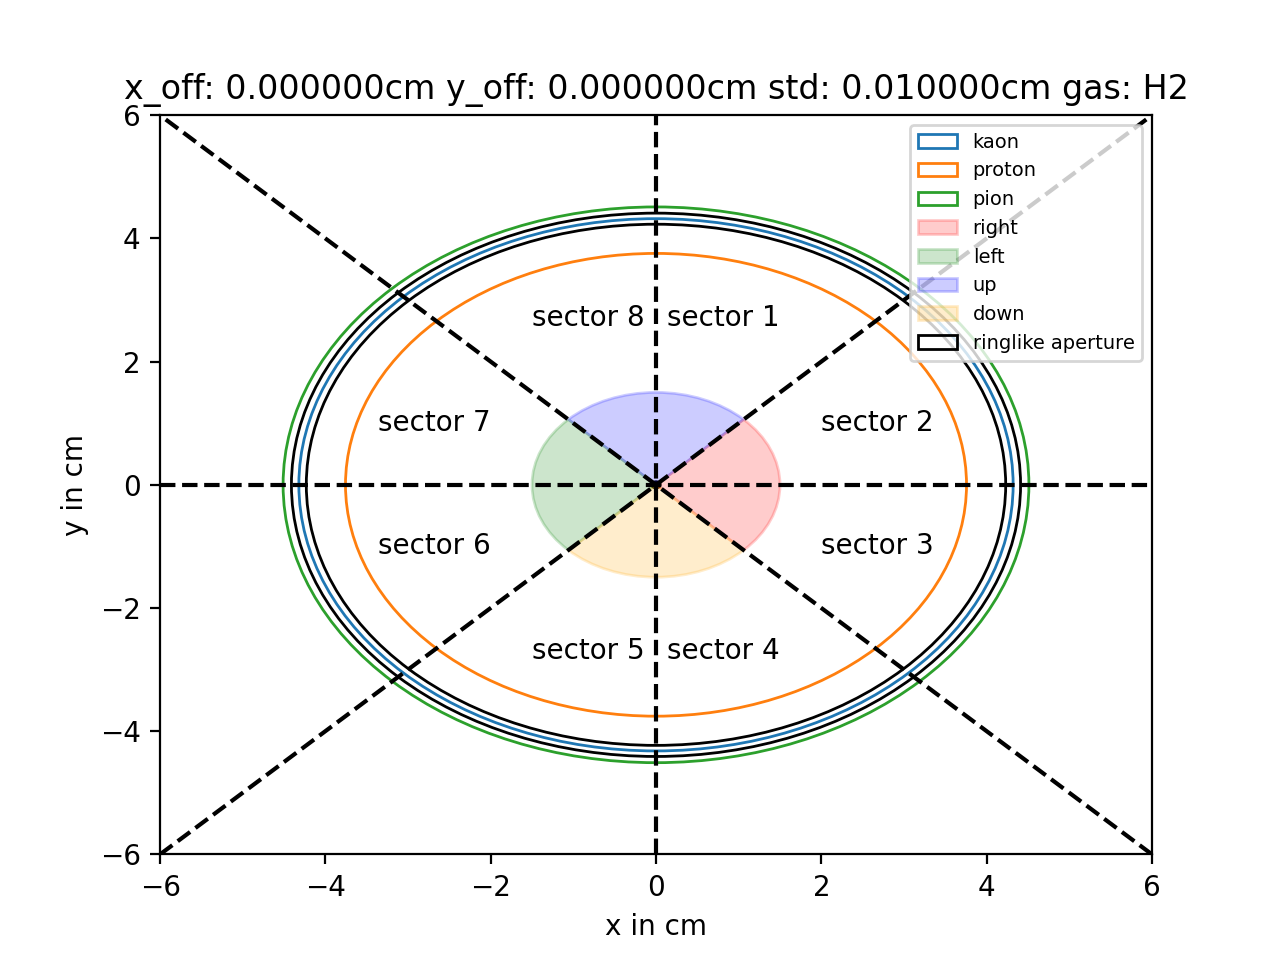 x_off: 0.000000cm y_off: 0.000000cm std: 0.010000cm gas: H2
kaon
proton
pion
right
left
up
down
ringlike aperture
sector 8 sector 1
sector 7
sector 2
sector 6
sector 3
sector 5 sector 4
y in cm
6
4
2
0
−2
−4
−6
−6 −4 −2 0 2 4 6
x in cm